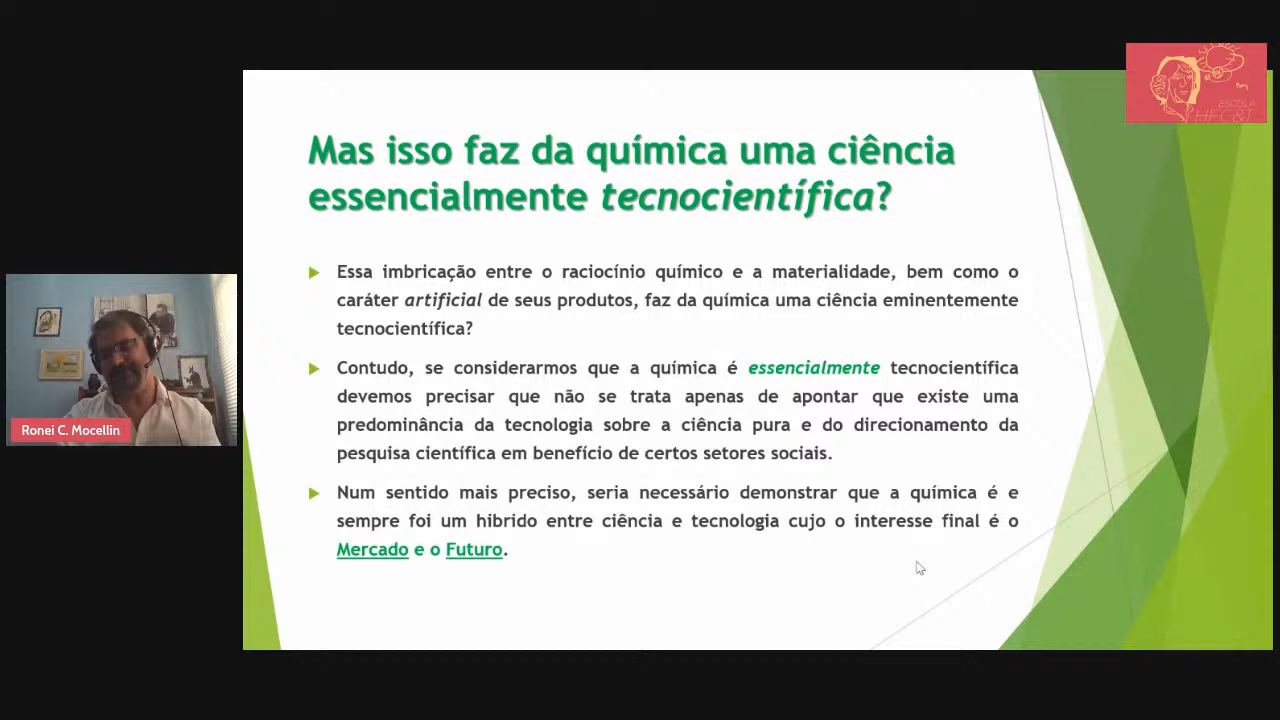 ESCOLA
HFC&T
Mas isso faz da química uma ciência
essencialmente tecnocientífica?
Essa imbricação entre o raciocínio químico e a materialidade, bem como o
caráter artificial de seus produtos, faz da química uma ciência eminentemente
tecnocientífica?
Contudo, se considerarmos que a química é essencialmente tecnocientífica
devemos precisar que não se trata apenas de apontar que existe uma
predominância da tecnologia sobre a ciência pura e do direcionamento da
pesquisa científica em benefício de certos setores sociais.
Num sentido mais preciso, seria necessário demonstrar que a química é e
sempre foi um hibrido entre ciência e tecnologia cujo o interesse final é o
Mercado e o Futuro.
Ronei C. Mocellin